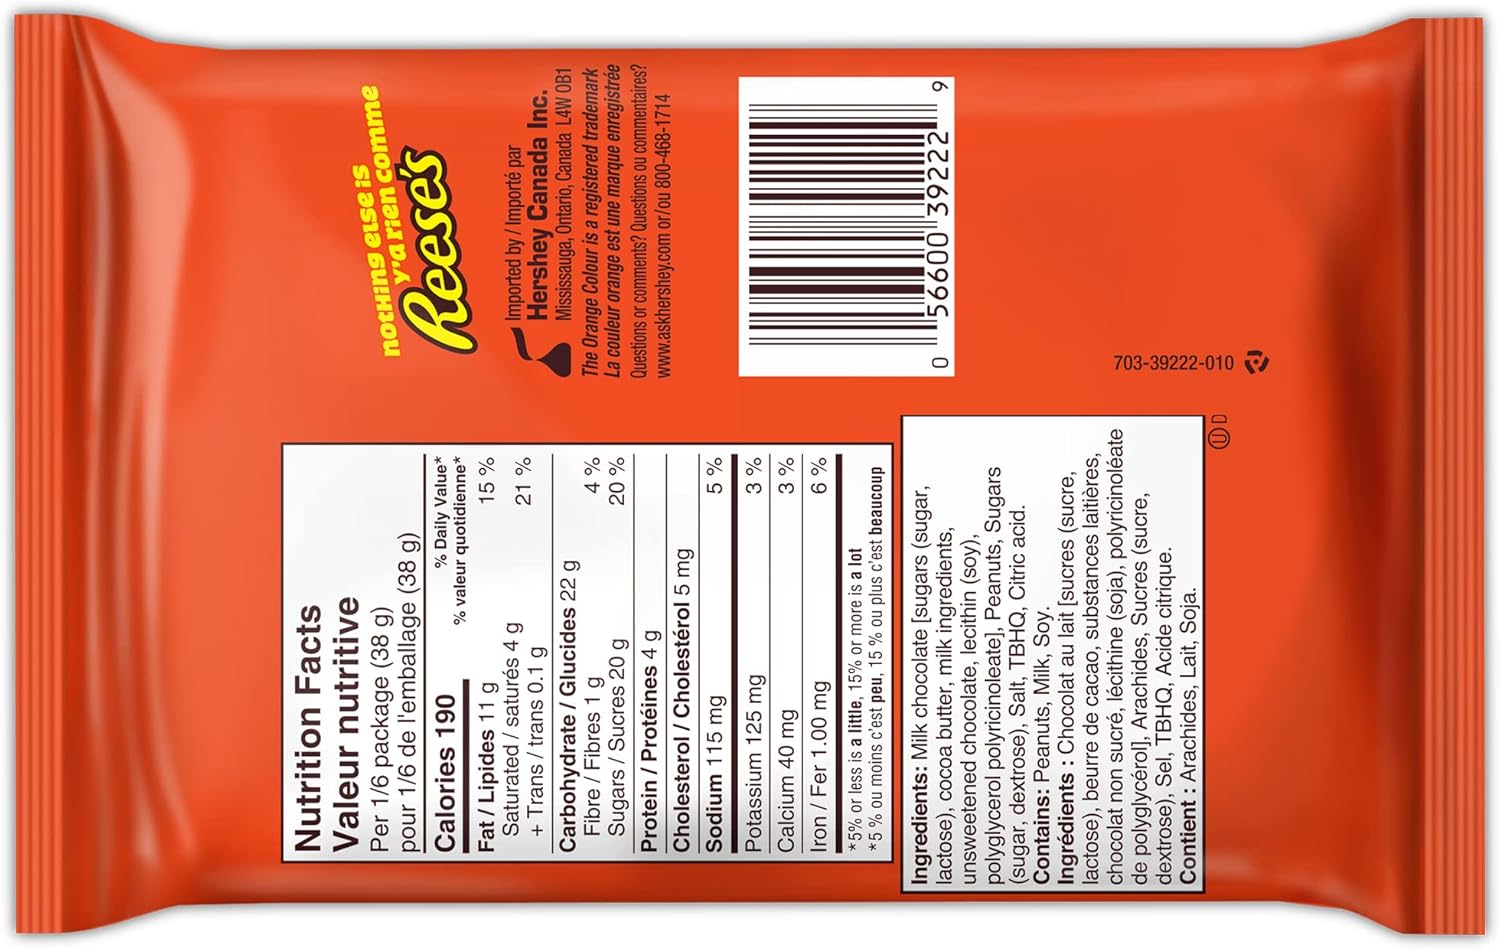 Nutrition Facts
Valeur nutritive
Per 1/6 package (38 g)
pour 1/6 de l'emballage (38 g)
% Daily Value*
% valeur quotidienne*
Calories 190
Fat / Lipides 11 g 15 %
Saturated / saturés 4 g
+ Trans / trans 0.1 g 21 %
Carbohydrate / Glucides 22 g
Fibre / Fibres 1 g 4 %
Sugars / Sucres 20 g 20 %
Protein / Protéines 4 g
Cholesterol / Cholestérol 5 mg
Sodium 115 mg 5 %
Potassium 125 mg 3 %
Calcium 40 mg 3 %
Iron / Fer 1.00 mg 6 %
*5% or less is a little, 15% or more is a lot
*5 % ou moins c'est peu, 15 % ou plus c'est beaucoup
Ingredients: Milk chocolate [sugars (sugar,
lactose), cocoa butter, milk ingredients,
unsweetened chocolate, lecithin (soy),
polyglycerol polyricinoleate], Peanuts, Sugars
(sugar, dextrose), Salt, TBHQ, Citric acid.
Contains: Peanuts, Milk, Soy.
Ingrédients : Chocolat au lait [sucres (sucre,
lactose), beurre de cacao, substances laitières,
chocolat non sucré, lécithine (soja), polyricinoléate
de polyglycérol], Arachides, Sucres (sucre,
dextrose), Sel, TBHQ, Acide citrique.
Contient : Arachides, Lait, Soja.
U D
nothing else is
y'a rien comme
Reese's
Imported by / Importé par
Hershey Canada Inc.
Mississauga, Ontario, Canada L4W 0B1
The Orange Colour is a registered trademark
La couleur orange est une marque enregistrée
Questions or comments? Questions ou commentaires?
www.askhershey.com or/ou 800-468-1714
0 56600 39222 9
703-39222-010